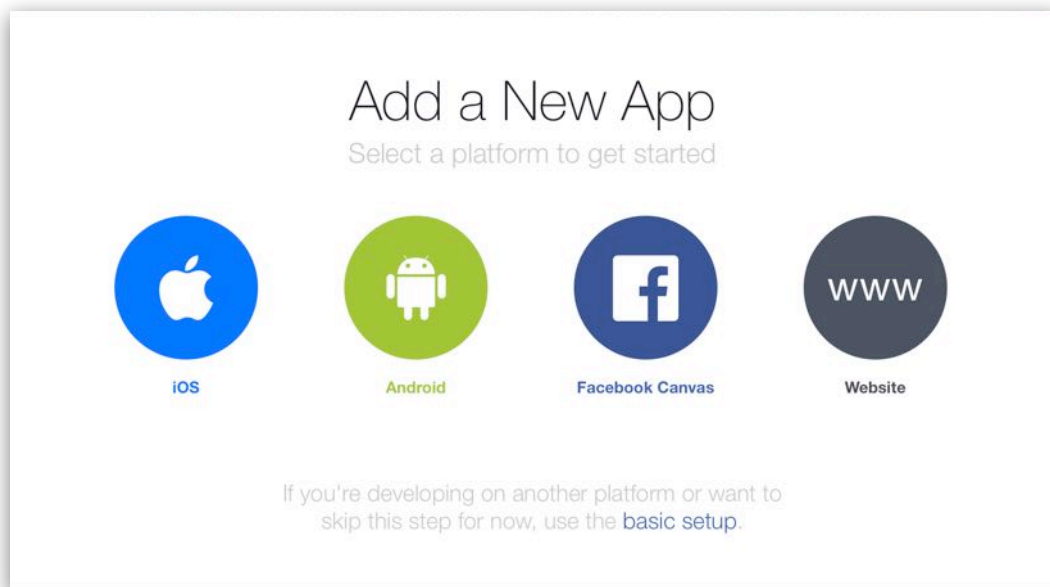 Add a New App
Select a platform to get started
www
iOS
Android
Facebook Canvas
Website
If you're developing on another platform or want to
skip this step for now, use the basic setup.